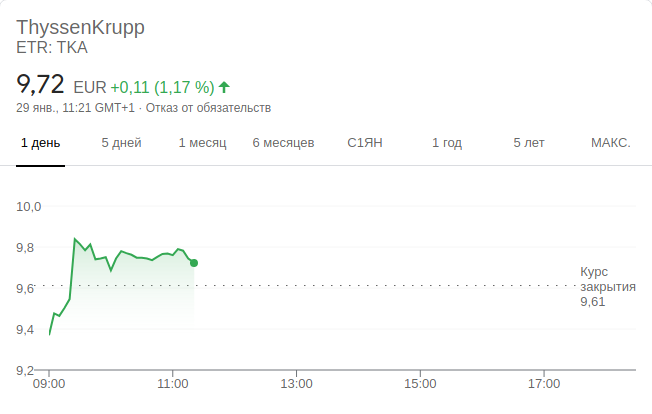 ThyssenKrupp
ETR: TKA
9,72 EUR +0,11 (1,17 %)
29 янв., 11:21 GMT+1 · Отказ от обязательств
1 день 5 дней 1 месяц 6 месяцев С1ЯН 1 год 5 лет МАКС.
10,0
9,8
Курс
закрытия
9,6
9,61
9,4
9,2
09:00 11:00 13:00 15:00 17:00